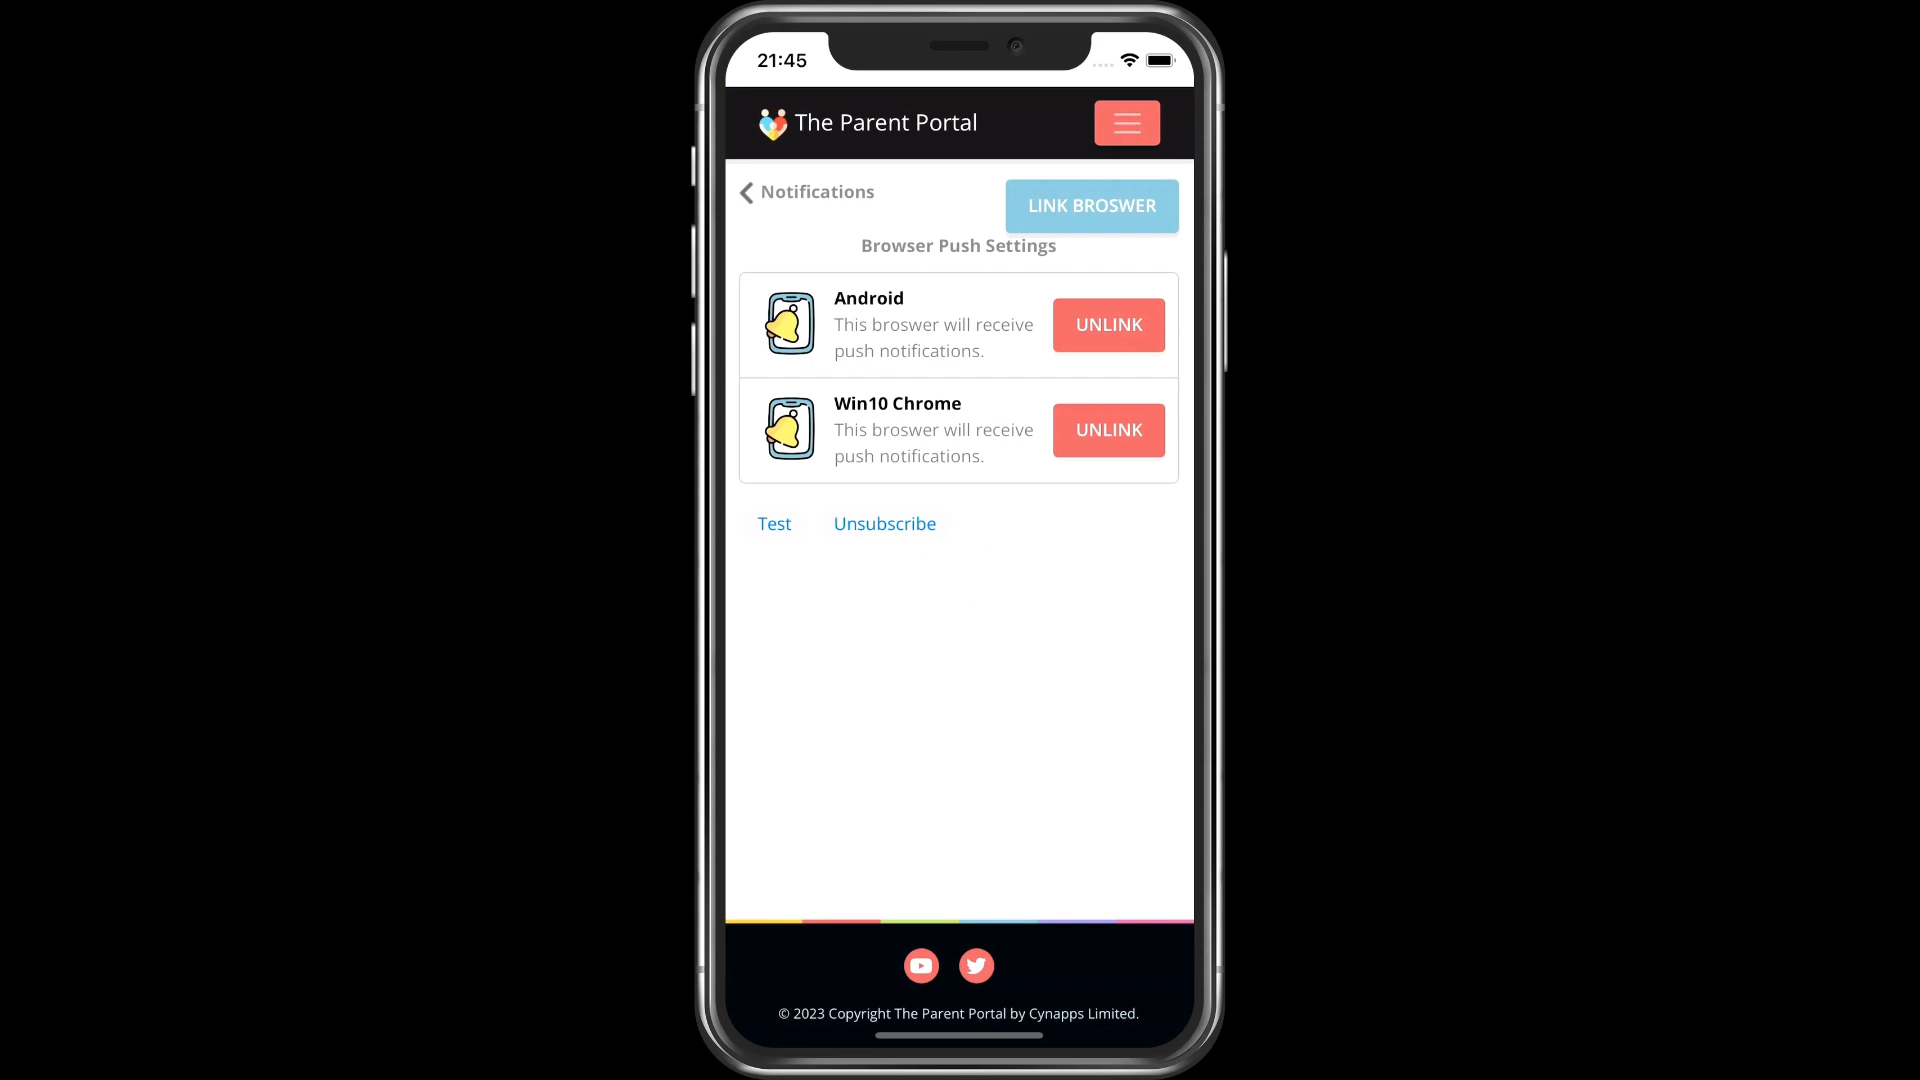 21:45
The Parent Portal
Notifications
LINK BROSWER
Browser Push Settings
Android
This broswer will receive
push notifications.
UNLINK
Win10 Chrome
This broswer will receive
push notifications.
UNLINK
Test
Unsubscribe
© 2023 Copyright The Parent Portal by Cynapps Limited.